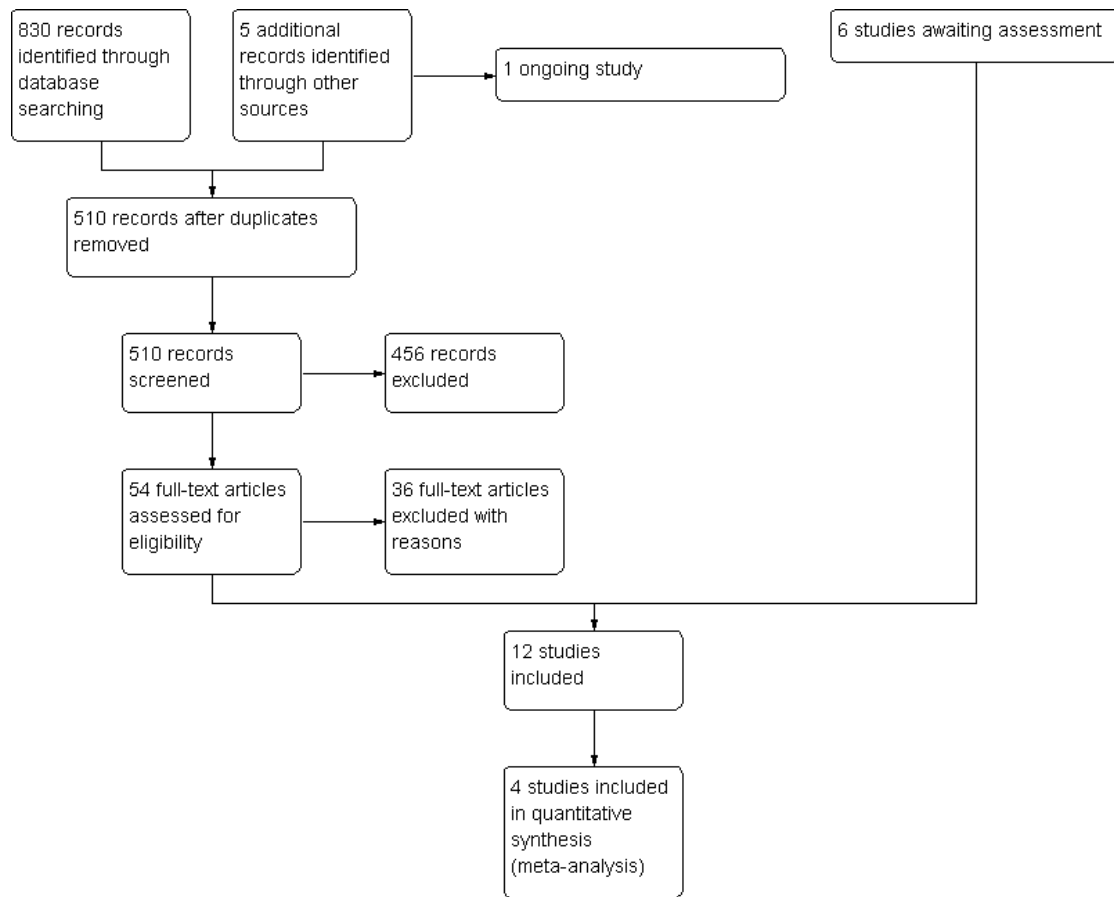 830 records
identified through
database
searching
5 additional
records identified
through other
sources
1 ongoing study
6 studies awaiting assessment
510 records after duplicates
removed
510 records
screened
456 records
excluded
54 full-text articles
assessed for
eligibility
36 full-text articles
excluded with
reasons
12 studies
included
4 studies included
in quantitative
synthesis
(meta-analysis)